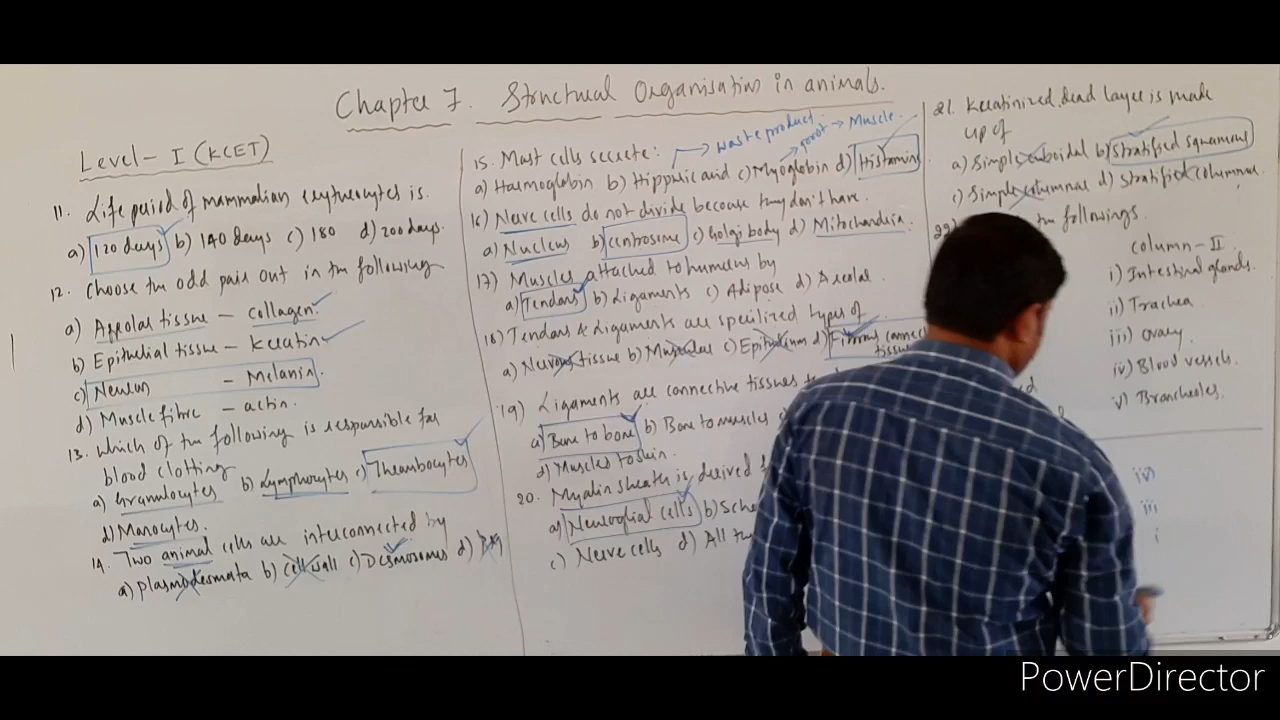 Chapter 7. Structural Organisation in animals.
Level - I (KCET)
11. Life period of mammalian erythrocytes is.
a) 120 days b) 140 days c) 180 d) 200 days.
12. Choose the odd pair out in the following
a) Areolar tissue - collagen.
b) Epithelial tissue - keratin
c) Neuron - Melanin.
d) Muscle fibre - actin.
13. Which of the following is responsible for
blood clotting
a) Granulocytes b) Lymphocytes c) Thrombocytes
d) Monocytes.
14. Two animal cells are interconnected by
a) plasmodesmata b) Cell wall c) Desmosomes d)
15. Mast cells secrete: → waste product → Muscle.
a) Haemoglobin b) Hippuric acid c) Myoglobin d) Histamine
16) Nerve cells do not divide because they don't have.
a) Nucleus b) centrosome c) Golgi body d) Mitochondria.
17) Muscles attached to humerus by
a) Tendons b) Ligaments c) Adipose d) Areolar
18) Tendons & Ligaments are specilized types of
a) Nervous tissue b) Muscular c) Epithelium d) Fibrous connec
tissue
19) Ligaments are connective tissues
a) Bone to bone b) Bone to muscles
d) Muscles to skin.
20. Myelin sheath is derived
a) Neuroglial cells b) Sch
c) Nerve cells d) All
21. Keratinized dead layer is made
up of
a) Simple cuboidal b) Stratified squamous
c) Simple columnar d) Stratified columnar.
22 the followings.
column - II
i) Intestinal glands.
ii) Trachea.
iii) ovary.
iv) Blood vessels.
v) Bronchioles.
iv)
iii
i
PowerDirector